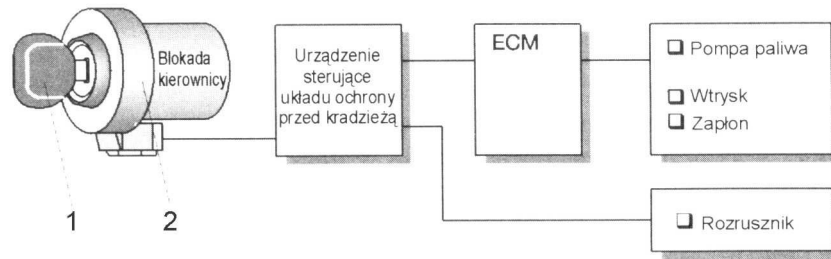 Blokada
kierownicy
1
2
Urządzenie
sterujące
układu ochrony
przed kradzieżą
ECM
Pompa paliwa
Wtrysk
Zapłon
Rozrusznik